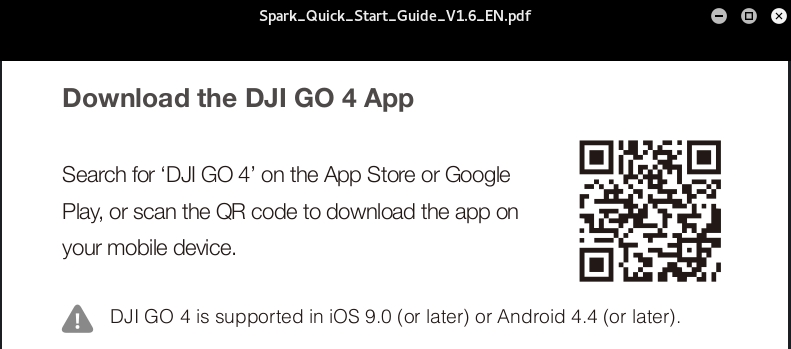 Spark_Quick_Start_Guide_V1.6_EN.pdf
Download the DJI GO 4 App
Search for ‘DJI GO 4’ on the App Store or Google
Play, or scan the QR code to download the app on
your mobile device.
DJI GO 4 is supported in iOS 9.0 (or later) or Android 4.4 (or later).